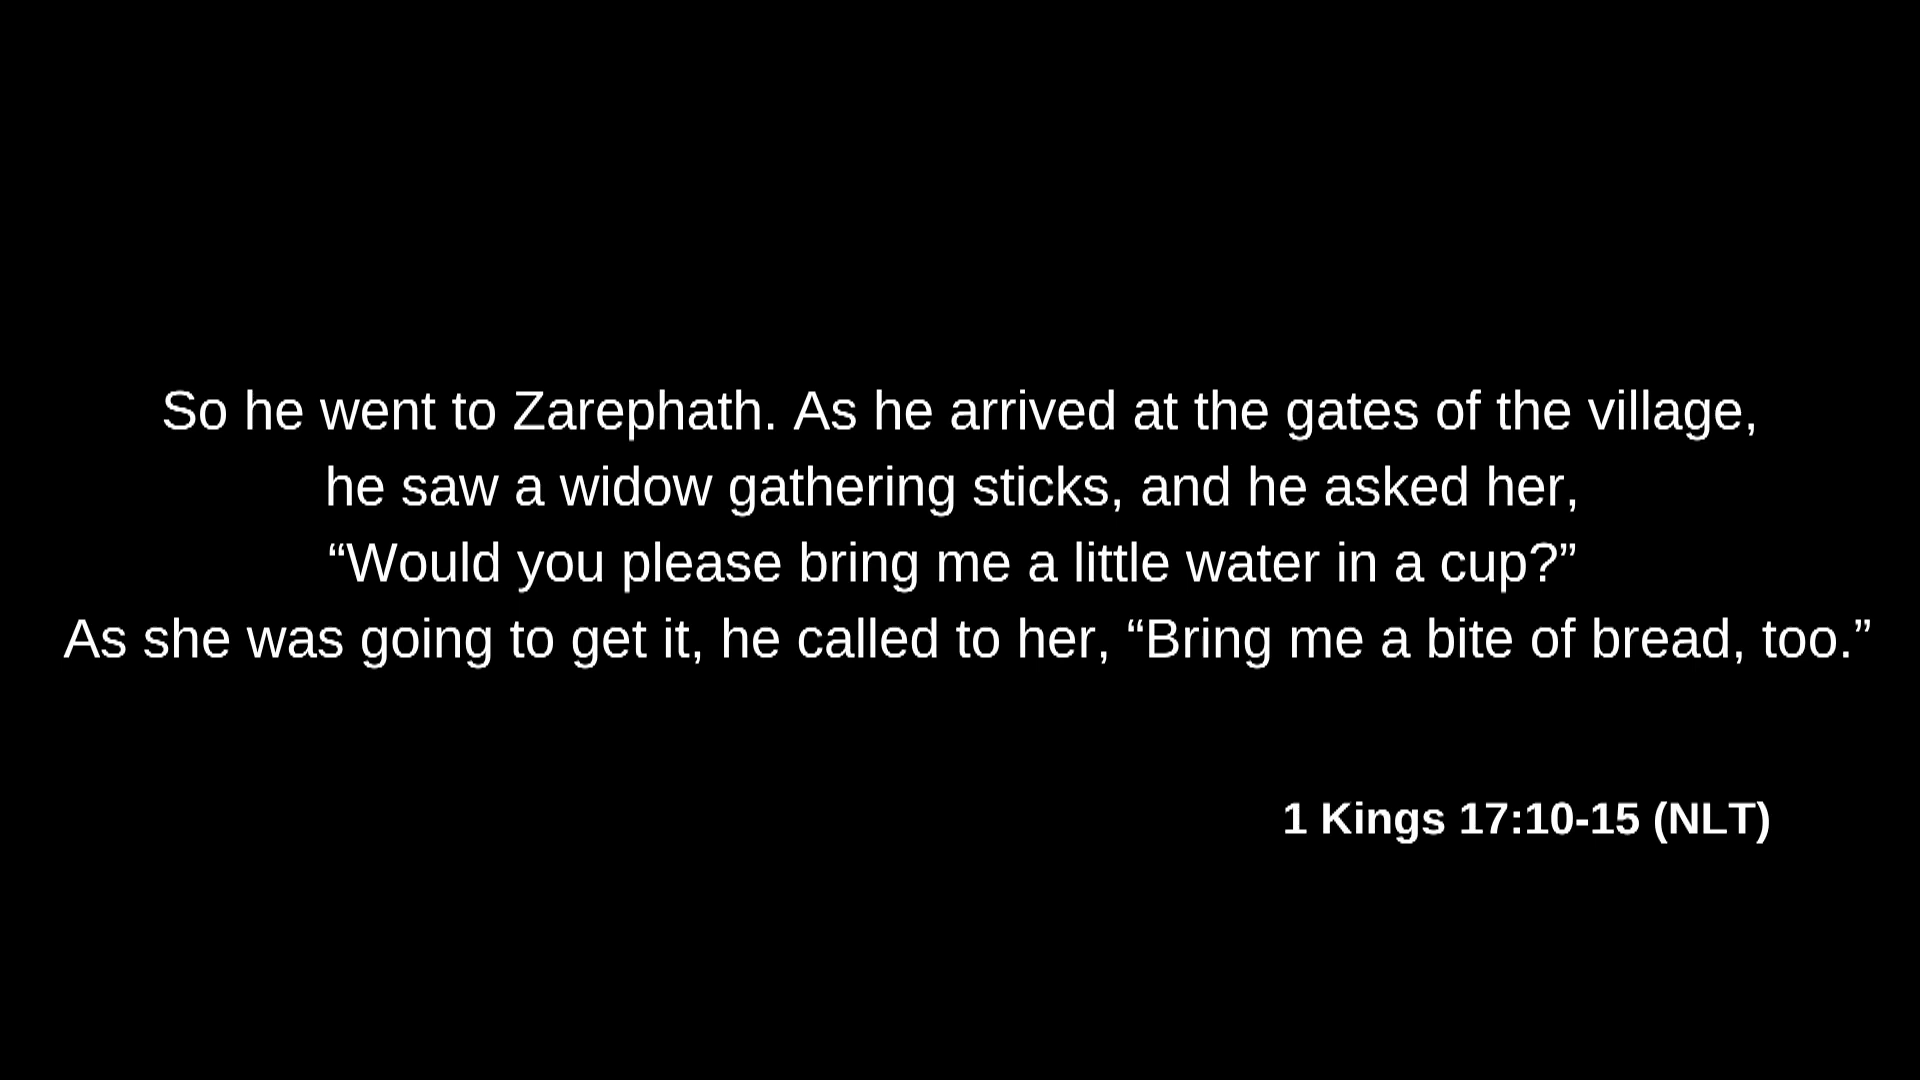 So he went to Zarephath. As he arrived at the gates of the village,
he saw a widow gathering sticks, and he asked her,
“Would you please bring me a little water in a cup?”
As she was going to get it, he called to her, “Bring me a bite of bread, too.”
1 Kings 17:10-15 (NLT)